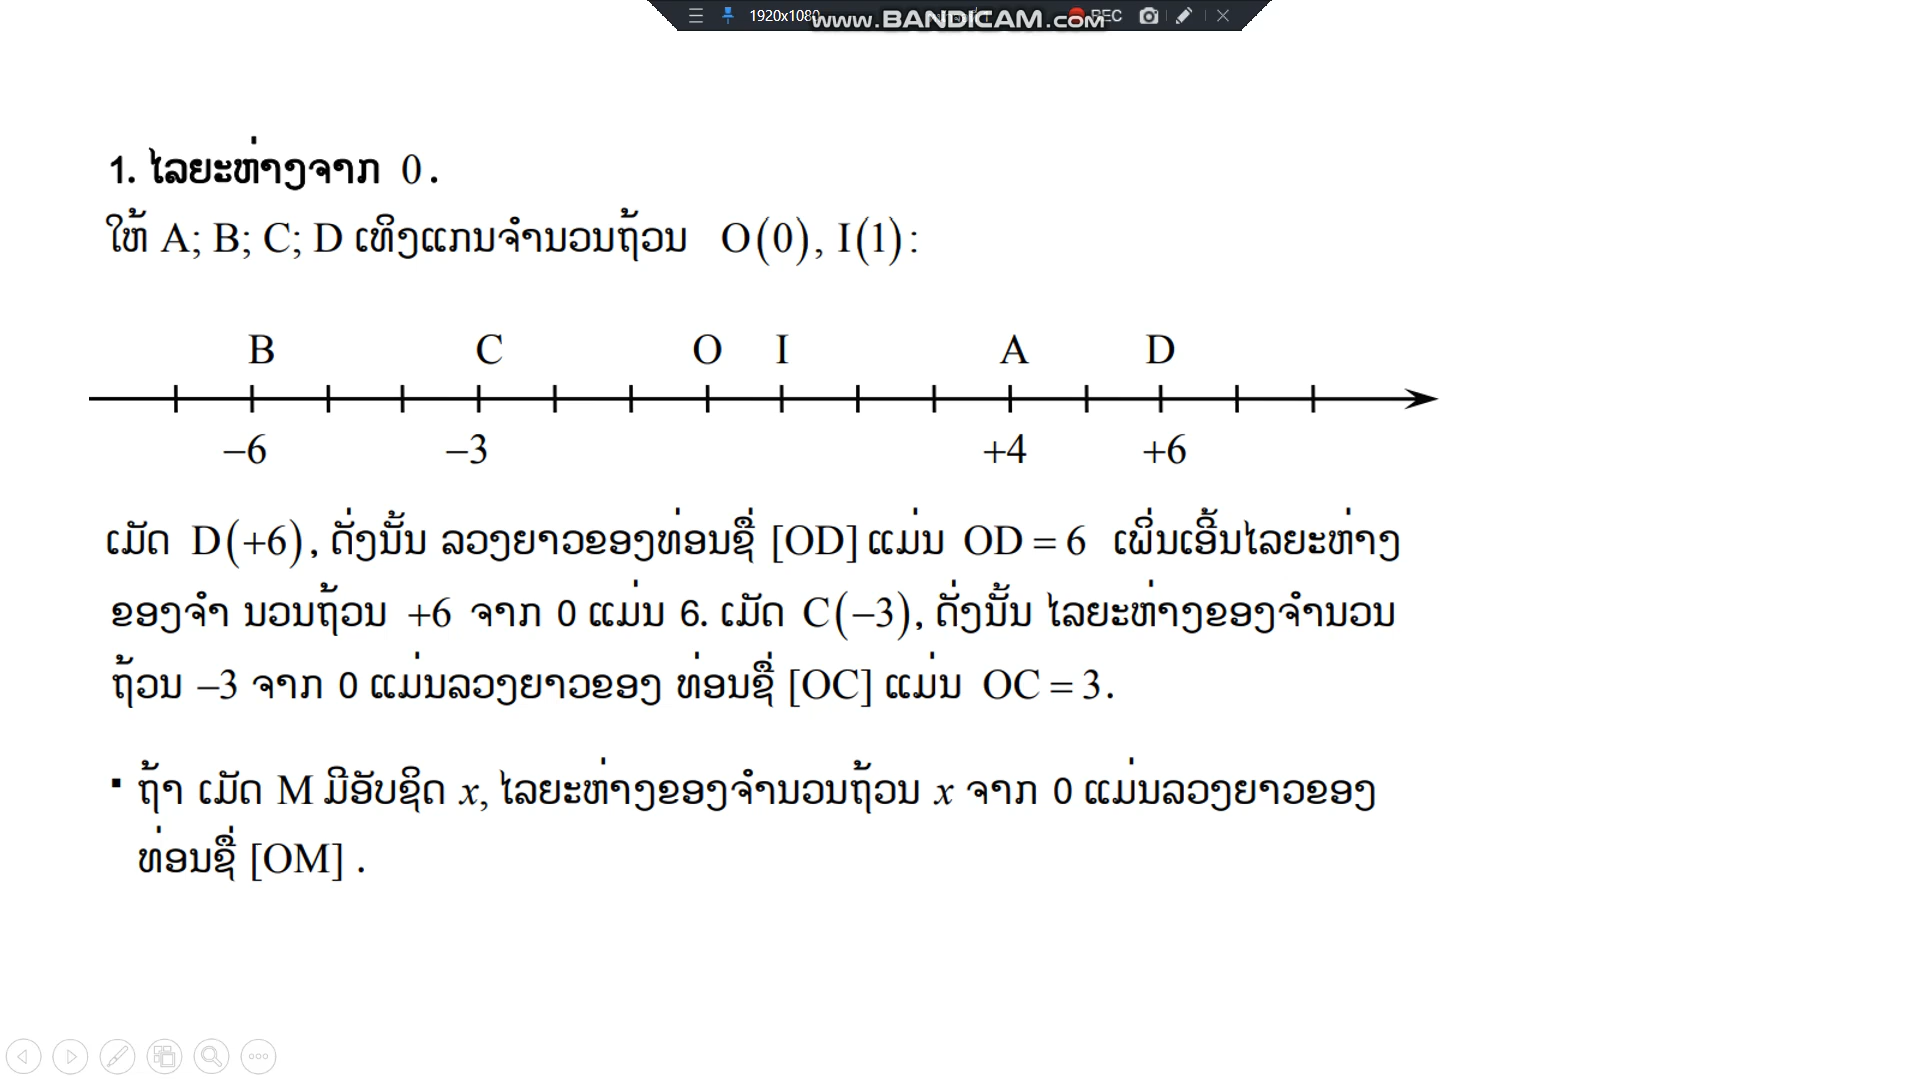 1920x1080
www.BANDICAM.com
REC
1. ໄລຍະຫ່າງຈາກ 0.
ໃຫ້ A; B; C; D ເທິງແກນຈຳນວນຖ້ວນ O(0), I(1):
B C O I A D
–6 –3 +4 +6
ເມັດ D(+6), ດັ່ງນັ້ນ ລວງຍາວຂອງທ່ອນຊື່ [OD] ແມ່ນ OD = 6 ເພິ່ນເອີ້ນໄລຍະຫ່າງ
ຂອງຈຳ ນວນຖ້ວນ +6 ຈາກ 0 ແມ່ນ 6. ເມັດ C(–3), ດັ່ງນັ້ນ ໄລຍະຫ່າງຂອງຈຳນວນ
ຖ້ວນ –3 ຈາກ 0 ແມ່ນລວງຍາວຂອງ ທ່ອນຊື່ [OC] ແມ່ນ OC = 3.
▪ ຖ້າ ເມັດ M ມີອັບຊິດ x, ໄລຍະຫ່າງຂອງຈຳນວນຖ້ວນ x ຈາກ 0 ແມ່ນລວງຍາວຂອງ
ທ່ອນຊື່ [OM] .